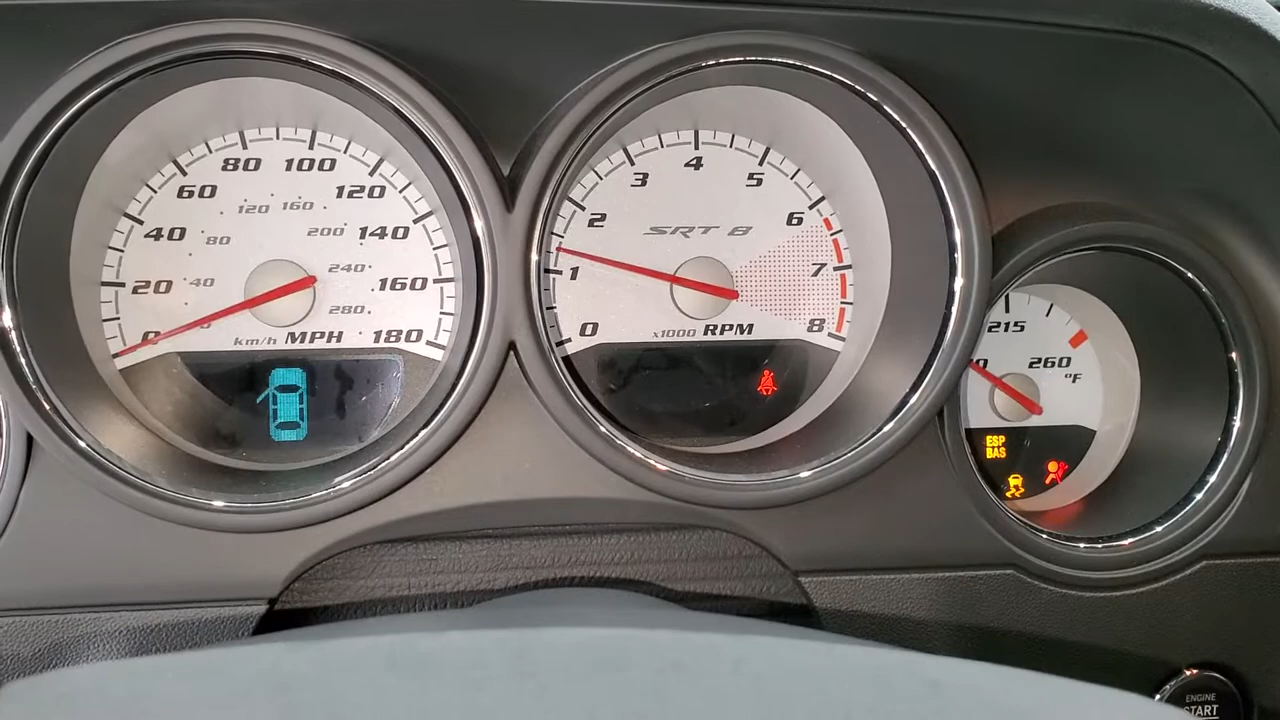 80 100
60 120
120 160
40 80 200 140
20 40 240 160
280
0 km/h MPH 180
4
3 5
2 SRT 8 6
1 7
0 x1000 RPM 8
215
260
°F
ESP
BAS
ENGINE
START